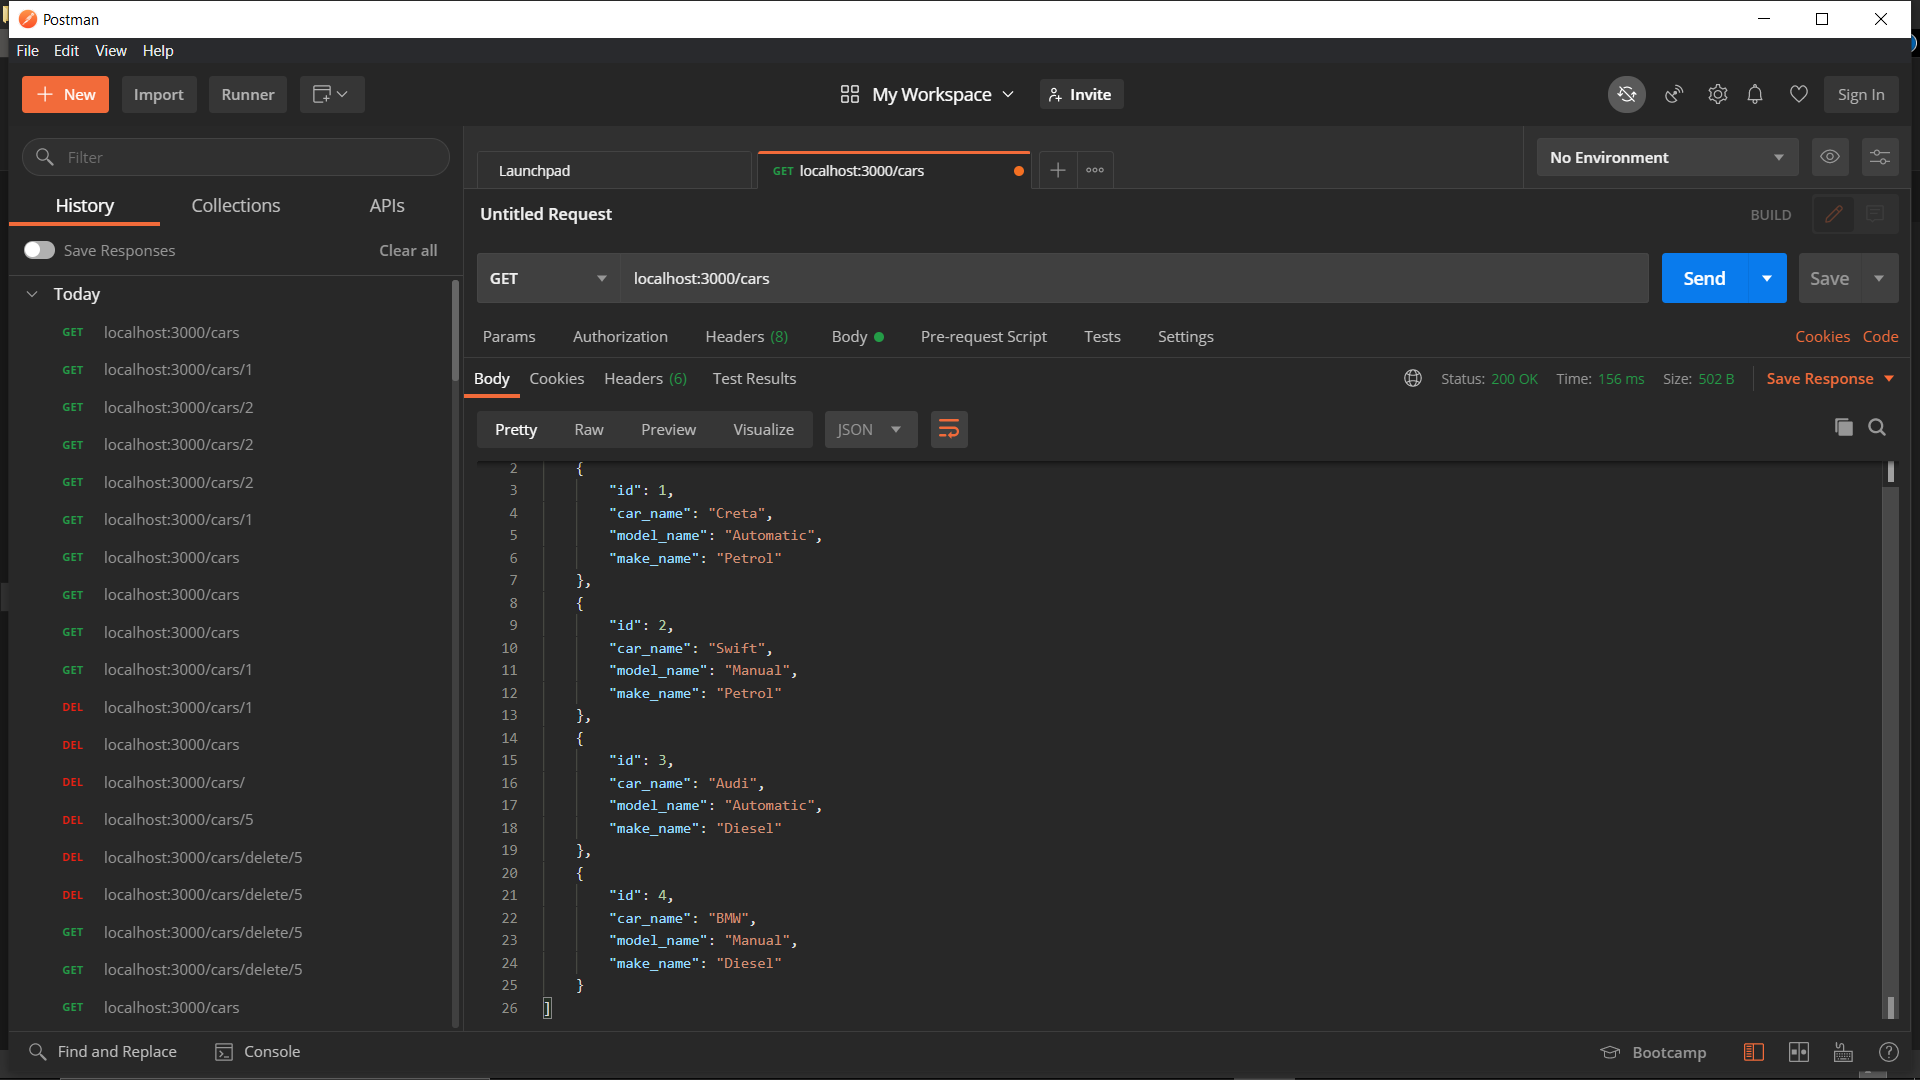 Postman
File Edit View Help
New Import Runner
My Workspace Invite
Sign In
Filter
History Collections APIs
Save Responses Clear all
Today
GET localhost:3000/cars
GET localhost:3000/cars/1
GET localhost:3000/cars/2
GET localhost:3000/cars/2
GET localhost:3000/cars/2
GET localhost:3000/cars/1
GET localhost:3000/cars
GET localhost:3000/cars
GET localhost:3000/cars
GET localhost:3000/cars/1
DEL localhost:3000/cars/1
DEL localhost:3000/cars
DEL localhost:3000/cars/
DEL localhost:3000/cars/5
DEL localhost:3000/cars/delete/5
DEL localhost:3000/cars/delete/5
GET localhost:3000/cars/delete/5
GET localhost:3000/cars/delete/5
GET localhost:3000/cars
Launchpad GET localhost:3000/cars
No Environment
Untitled Request BUILD
GET localhost:3000/cars Send Save
Params Authorization Headers (8) Body Pre-request Script Tests Settings Cookies Code
Body Cookies Headers (6) Test Results Status: 200 OK Time: 156 ms Size: 502 B Save Response
Pretty Raw Preview Visualize JSON
2 {
3 "id": 1,
4 "car_name": "Creta",
5 "model_name": "Automatic",
6 "make_name": "Petrol"
7 },
8 {
9 "id": 2,
10 "car_name": "Swift",
11 "model_name": "Manual",
12 "make_name": "Petrol"
13 },
14 {
15 "id": 3,
16 "car_name": "Audi",
17 "model_name": "Automatic",
18 "make_name": "Diesel"
19 },
20 {
21 "id": 4,
22 "car_name": "BMW",
23 "model_name": "Manual",
24 "make_name": "Diesel"
25 }
26 ]
Find and Replace Console Bootcamp